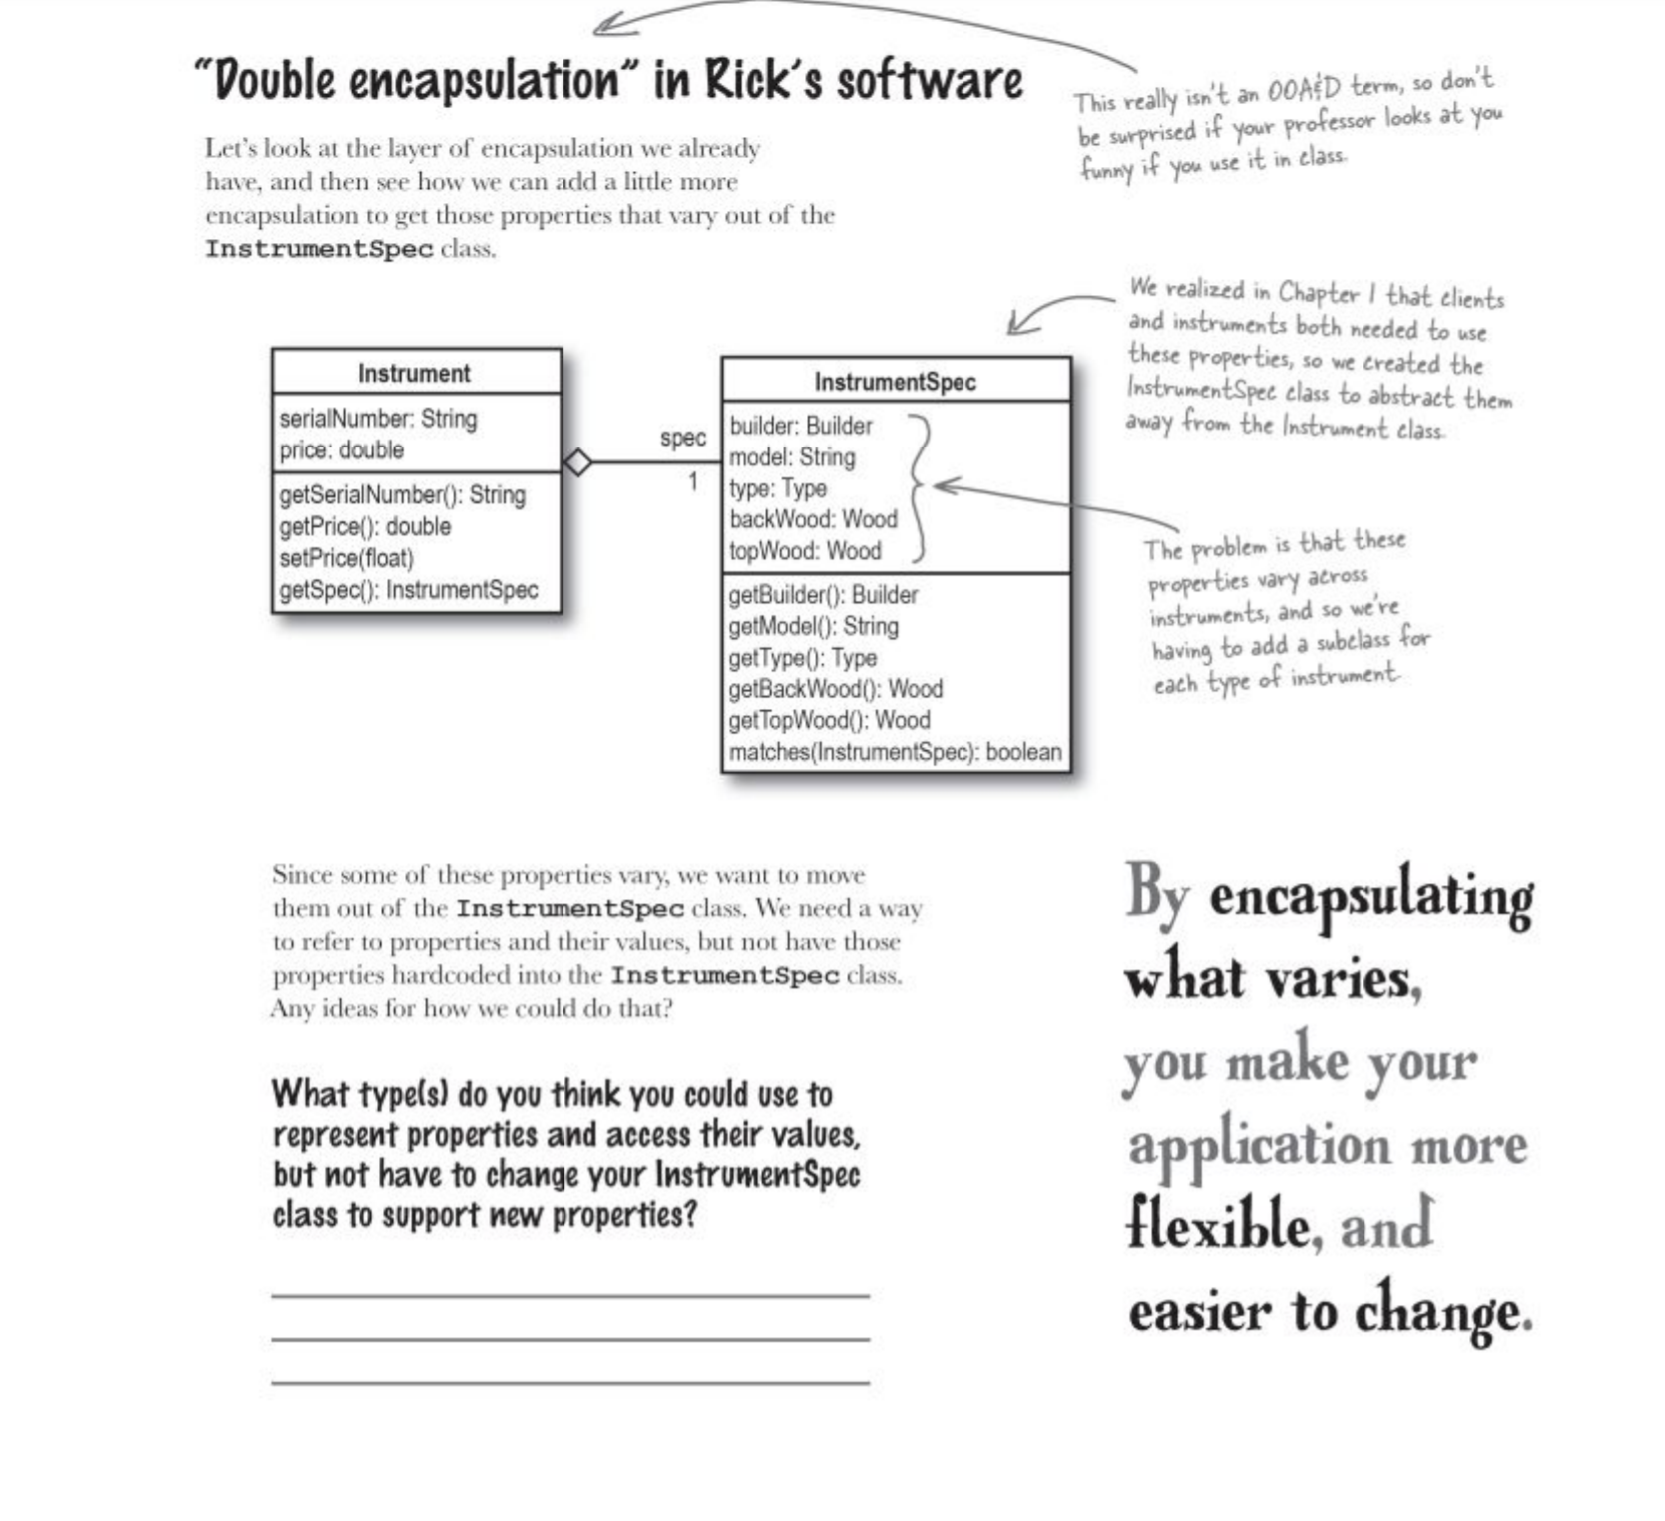 "Double encapsulation" in Rick's software
This really isn't an OOA&D term, so don't
be surprised if your professor looks at you
funny if you use it in class.
Let's look at the layer of encapsulation we already
have, and then see how we can add a little more
encapsulation to get those properties that vary out of the
InstrumentSpec class.
We realized in Chapter 1 that clients
and instruments both needed to use
these properties, so we created the
InstrumentSpec class to abstract them
away from the Instrument class.
Instrument
serialNumber: String
price: double
getSerialNumber(): String
getPrice(): double
setPrice(float)
getSpec(): InstrumentSpec
spec
1
InstrumentSpec
builder: Builder
model: String
type: Type
backWood: Wood
topWood: Wood
getBuilder(): Builder
getModel(): String
getType(): Type
getBackWood(): Wood
getTopWood(): Wood
matches(InstrumentSpec): boolean
The problem is that these
properties vary across
instruments, and so we're
having to add a subclass for
each type of instrument.
Since some of these properties vary, we want to move
them out of the InstrumentSpec class. We need a way
to refer to properties and their values, but not have those
properties hardcoded into the InstrumentSpec class.
Any ideas for how we could do that?
What type(s) do you think you could use to
represent properties and access their values,
but not have to change your InstrumentSpec
class to support new properties?
By encapsulating
what varies,
you make your
application more
flexible, and
easier to change.